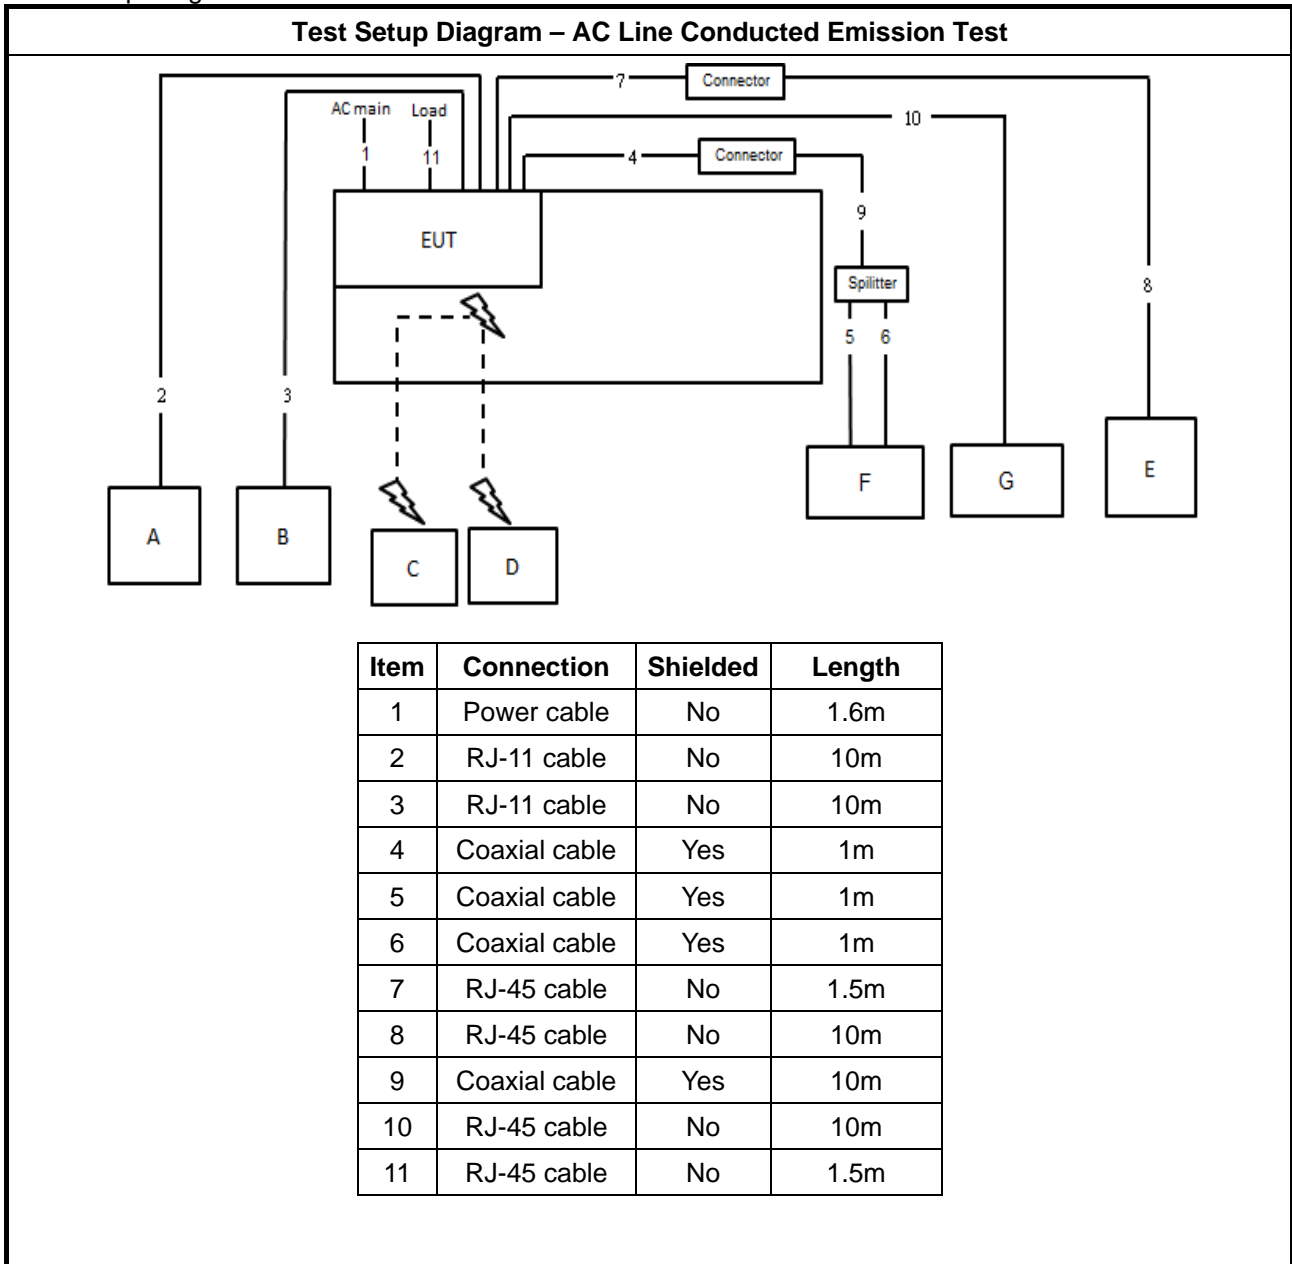 Test Setup Diagram – AC Line Conducted Emission Test
7 Connector
AC main Load
10
1 11
4 Connector
9
EUT
Spilitter
8
5 6
2 3
A B C D F G E
Item Connection Shielded Length
1 Power cable No 1.6m
2 RJ-11 cable No 10m
3 RJ-11 cable No 10m
4 Coaxial cable Yes 1m
5 Coaxial cable Yes 1m
6 Coaxial cable Yes 1m
7 RJ-45 cable No 1.5m
8 RJ-45 cable No 10m
9 Coaxial cable Yes 10m
10 RJ-45 cable No 10m
11 RJ-45 cable No 1.5m